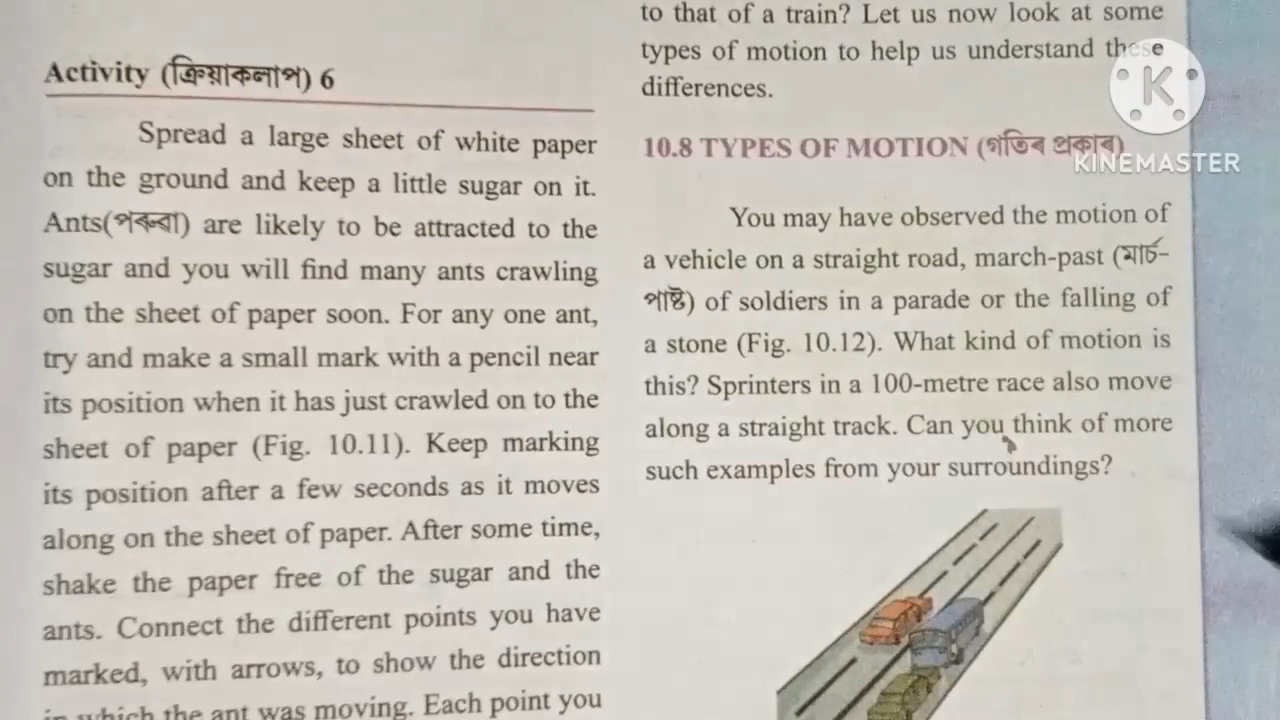 Activity (ক্ৰিয়াকলাপ) 6
Spread a large sheet of white paper
on the ground and keep a little sugar on it.
Ants(পৰুৱা) are likely to be attracted to the
sugar and you will find many ants crawling
on the sheet of paper soon. For any one ant,
try and make a small mark with a pencil near
its position when it has just crawled on to the
sheet of paper (Fig. 10.11). Keep marking
its position after a few seconds as it moves
along on the sheet of paper. After some time,
shake the paper free of the sugar and the
ants. Connect the different points you have
marked, with arrows, to show the direction
in which the ant was moving. Each point you
to that of a train? Let us now look at some
types of motion to help us understand these
differences.
10.8 TYPES OF MOTION (গতিৰ প্ৰকাৰ)
You may have observed the motion of
a vehicle on a straight road, march-past (মাৰ্চ-
পাষ্ট) of soldiers in a parade or the falling of
a stone (Fig. 10.12). What kind of motion is
this? Sprinters in a 100-metre race also move
along a straight track. Can you think of more
such examples from your surroundings?
K
KINEMASTER